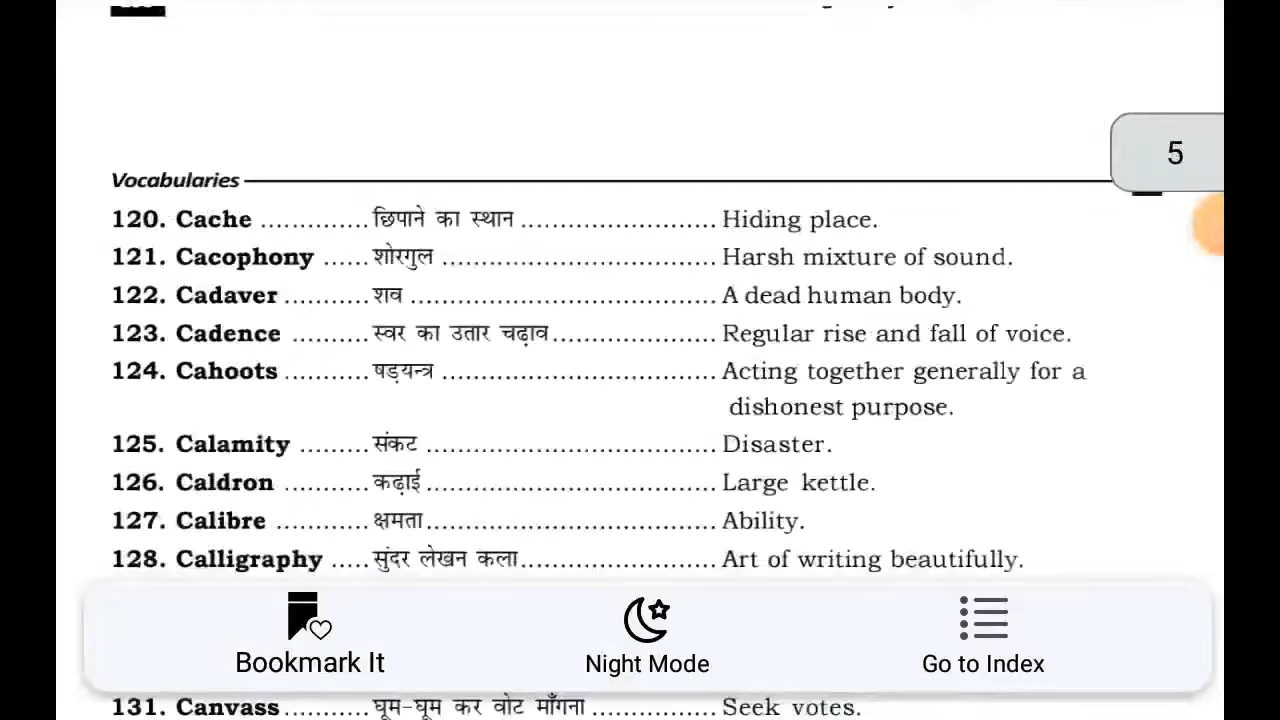 5
Vocabularies
120. Cache .............. छिपाने का स्थान ......................... Hiding place.
121. Cacophony ...... शोरगुल ................................... Harsh mixture of sound.
122. Cadaver ........... शव ....................................... A dead human body.
123. Cadence .......... स्वर का उतार चढ़ाव..................... Regular rise and fall of voice.
124. Cahoots ........... षड़यन्त्र ................................... Acting together generally for a
dishonest purpose.
125. Calamity ......... संकट ..................................... Disaster.
126. Caldron ........... कढ़ाई ..................................... Large kettle.
127. Calibre ............ क्षमता ..................................... Ability.
128. Calligraphy ..... सुंदर लेखन कला......................... Art of writing beautifully.
Bookmark It
Night Mode
Go to Index
131. Canvass ........... घूम-घूम कर वोट माँगना ................ Seek votes.